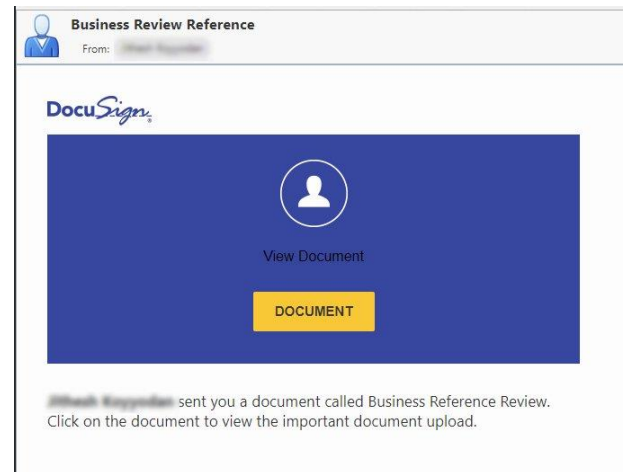 Business Review Reference
From:
DocuSign
View Document
DOCUMENT
sent you a document called Business Reference Review.
Click on the document to view the important document upload.